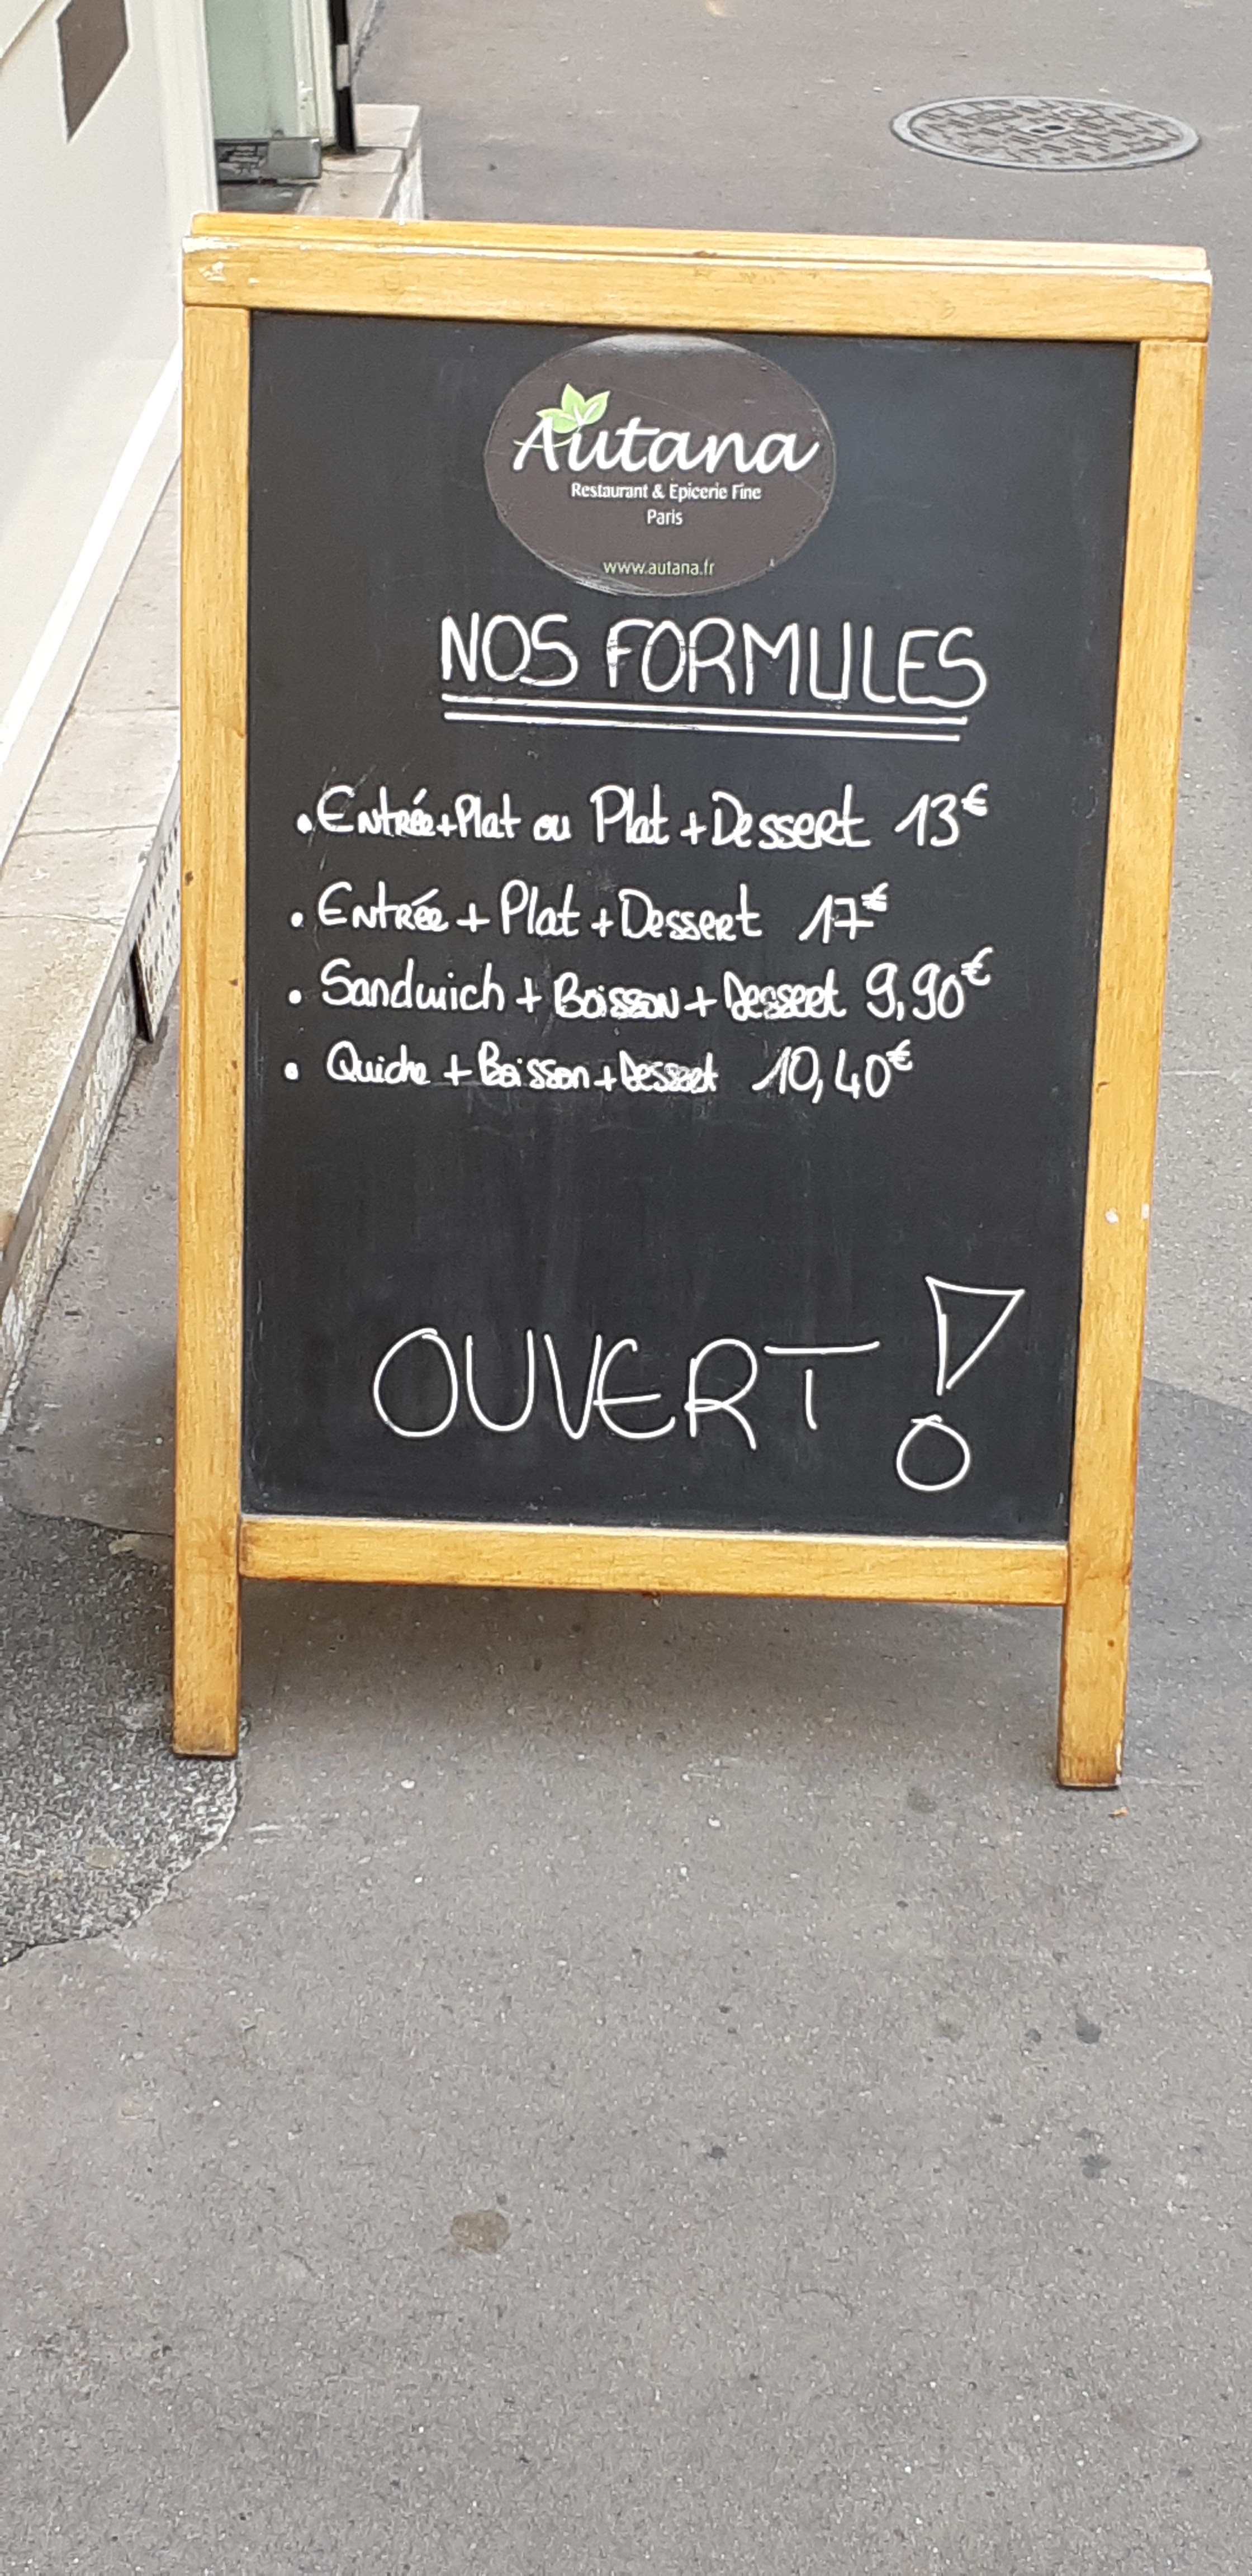 Autana
Restaurant & Epicerie Fine
Paris
www.autana.fr
NOS FORMULES
• Entrée+Plat ou Plat + Dessert 13€
• Entrée + Plat + Dessert 17€
• Sandwich + Boisson + Dessert 9,90€
• Quiche + Boisson + Dessert 10,40€
OUVERT !